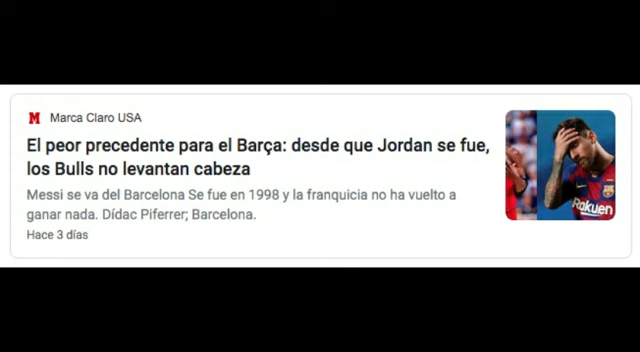 M Marca Claro USA
El peor precedente para el Barça: desde que Jordan se fue,
los Bulls no levantan cabeza
Messi se va del Barcelona Se fue en 1998 y la franquicia no ha vuelto a
ganar nada. Dídac Piferrer; Barcelona.
Hace 3 días
Rakuten